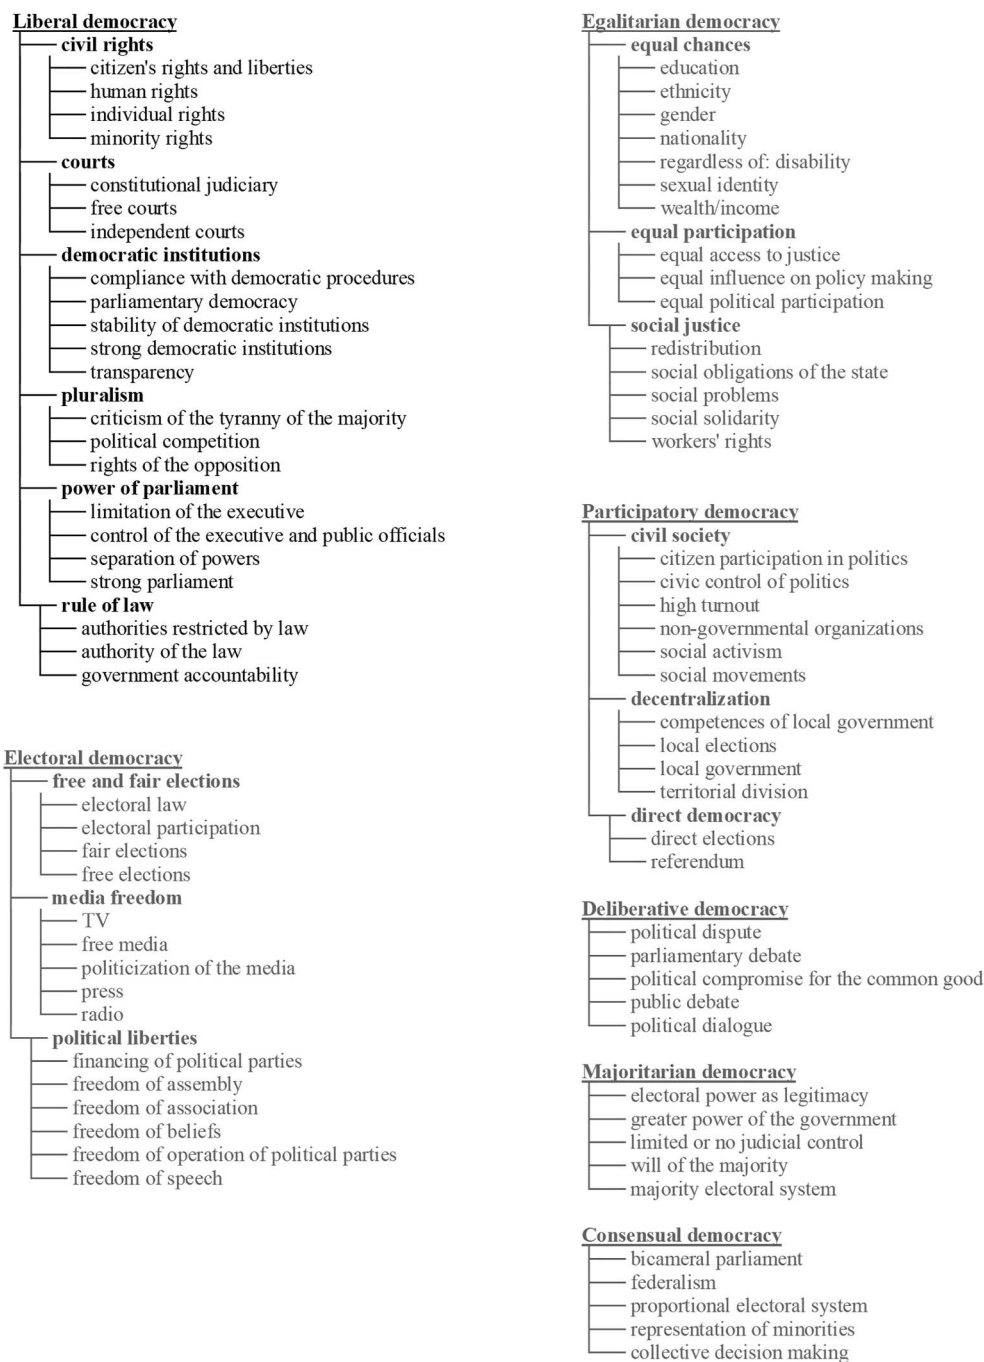 Liberal democracy
civil rights
citizen's rights and liberties
human rights
individual rights
minority rights
courts
constitutional judiciary
free courts
independent courts
democratic institutions
compliance with democratic procedures
parliamentary democracy
stability of democratic institutions
strong democratic institutions
transparency
pluralism
criticism of the tyranny of the majority
political competition
rights of the opposition
power of parliament
limitation of the executive
control of the executive and public officials
separation of powers
strong parliament
rule of law
authorities restricted by law
authority of the law
government accountability
Electoral democracy
free and fair elections
electoral law
electoral participation
fair elections
free elections
media freedom
TV
free media
politicization of the media
press
radio
political liberties
financing of political parties
freedom of assembly
freedom of association
freedom of beliefs
freedom of operation of political parties
freedom of speech
Egalitarian democracy
equal chances
education
ethnicity
gender
nationality
regardless of: disability
sexual identity
wealth/income
equal participation
equal access to justice
equal influence on policy making
equal political participation
social justice
redistribution
social obligations of the state
social problems
social solidarity
workers' rights
Participatory democracy
civil society
citizen participation in politics
civic control of politics
high turnout
non-governmental organizations
social activism
social movements
decentralization
competences of local government
local elections
local government
territorial division
direct democracy
direct elections
referendum
Deliberative democracy
political dispute
parliamentary debate
political compromise for the common good
public debate
political dialogue
Majoritarian democracy
electoral power as legitimacy
greater power of the government
limited or no judicial control
will of the majority
majority electoral system
Consensual democracy
bicameral parliament
federalism
proportional electoral system
representation of minorities
collective decision making